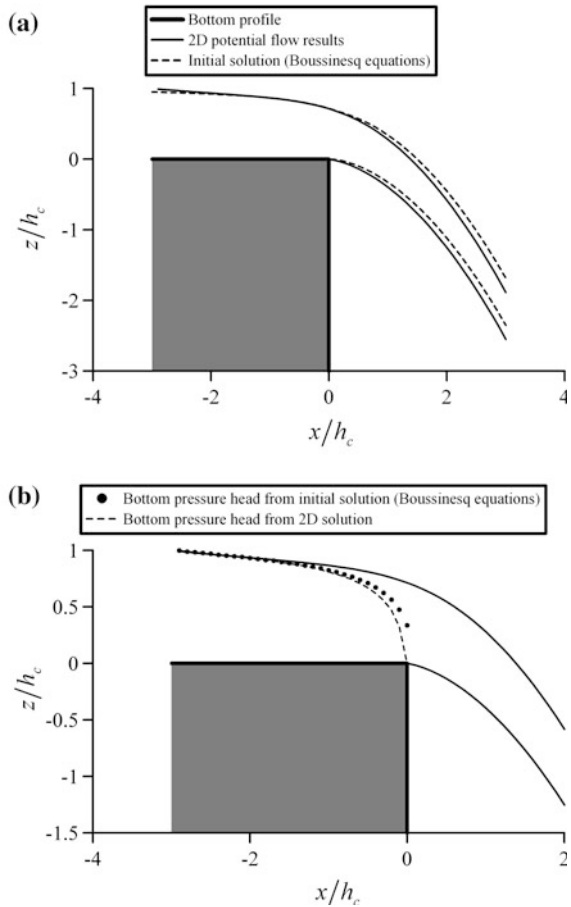 (a)
Bottom profile
2D potential flow results
Initial solution (Boussinesq equations)
1
0
-1
-2
-3
z/h_c
-4
-2
0
2
4
x/h_c
(b)
Bottom pressure head from initial solution (Boussinesq equations)
Bottom pressure head from 2D solution
1
0.5
0
-0.5
-1
-1.5
z/h_c
-4
-2
0
2
x/h_c